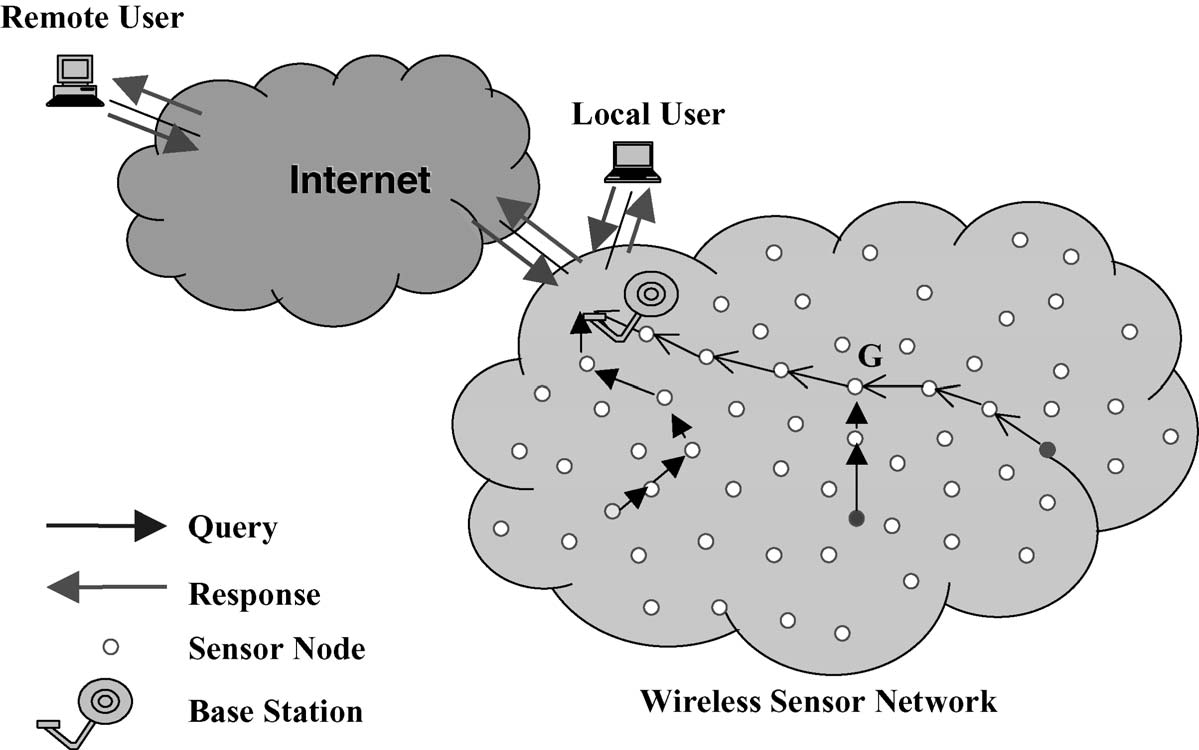 Remote User
Local User
Internet
G
Query
Response
Sensor Node
Base Station
Wireless Sensor Network